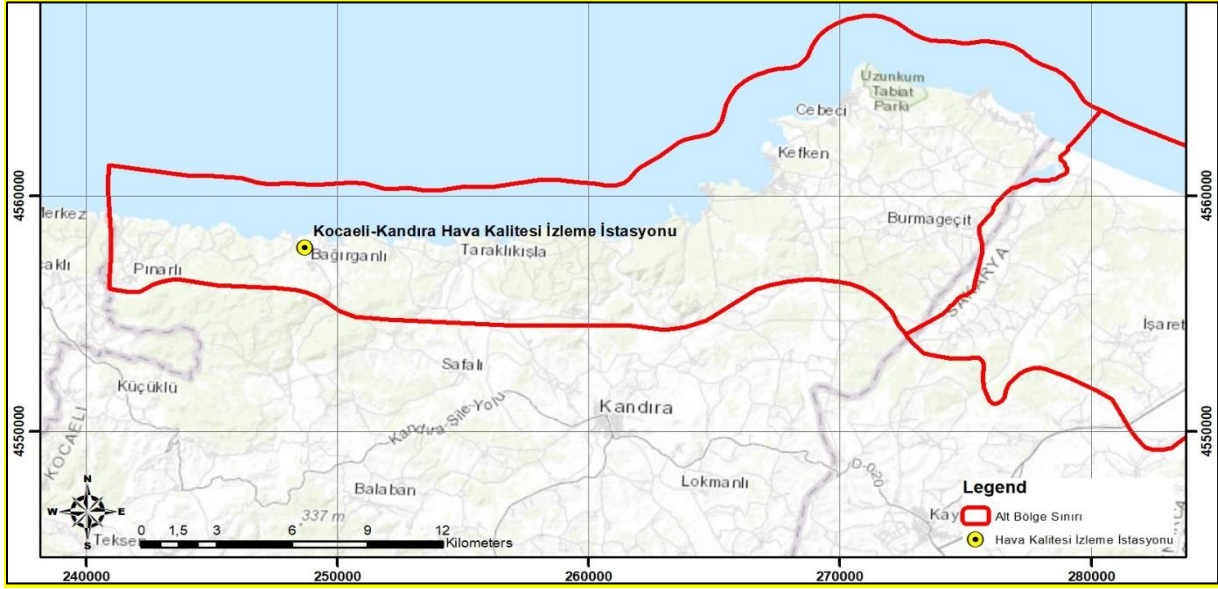 Uzunkum
Tabiat
Parkı
Cebeci
Kefken
4560000
4560000
Merkez
Burmageçit
Kocaeli-Kandıra Hava Kalitesi İzleme İstasyonu
Bağırganlı
Taraklıkışla
Pınarlı
SAKARYA
İşaret
Safalı
Küçüklü
Kandıra
Kandıra-Şile Yolu
4550000
4550000
KOCAELİ
Balaban
Lokmanlı
D-020
Legend
Alt Bölge Sınırı
Hava Kalitesi İzleme İstasyonu
Kay
N
W E
S
337 m
Teksen
0 1,5 3 6 9 12
Kilometers
240000 250000 260000 270000 280000